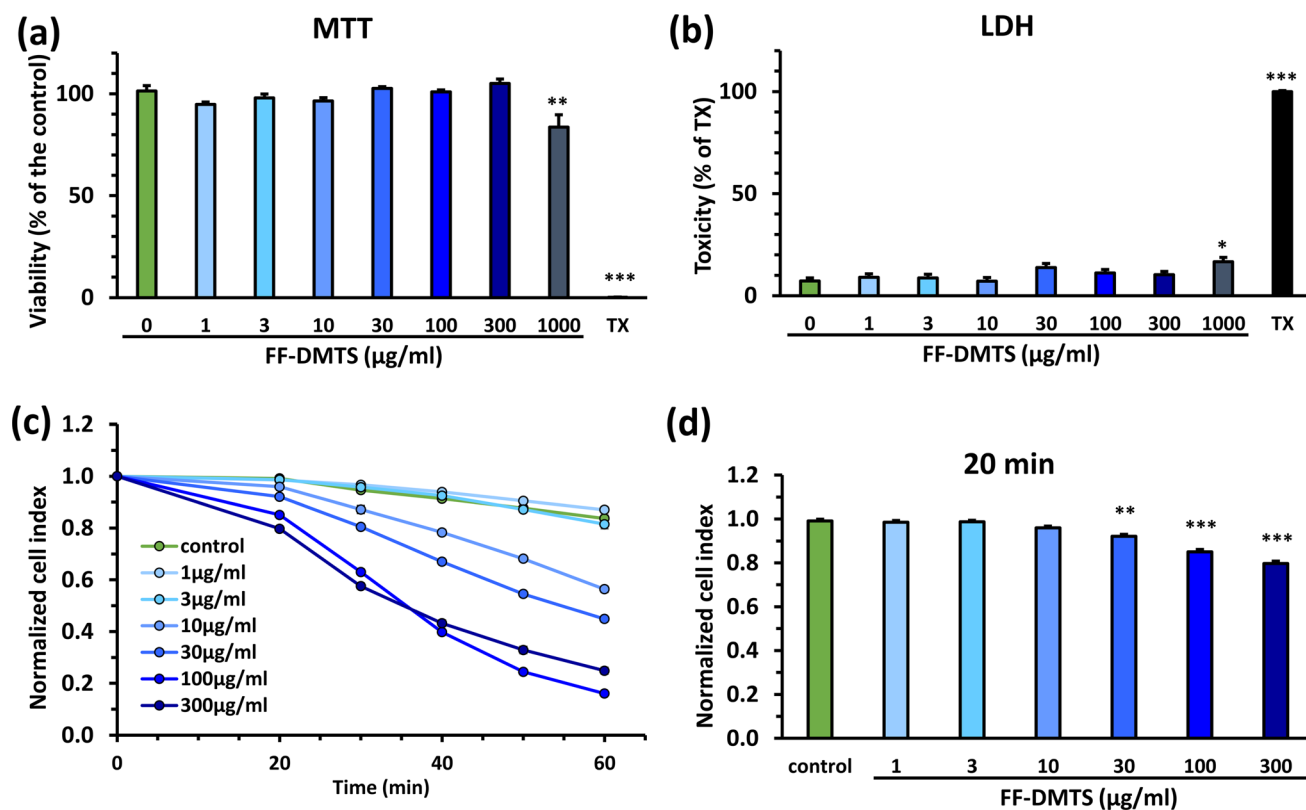 (a)
MTT
Viability (% of the control)
100
50
0
**
***
0 1 3 10 30 100 300 1000 TX
FF-DMTS (µg/ml)
(b)
LDH
Toxicity (% of TX)
100
50
0
*
***
0 1 3 10 30 100 300 1000 TX
FF-DMTS (µg/ml)
(c)
Normalized cell index
1.2
1.0
0.8
0.6
0.4
0.2
0.0
control
1µg/ml
3µg/ml
10µg/ml
30µg/ml
100µg/ml
300µg/ml
0 20 40 60
Time (min)
(d)
20 min
Normalized cell index
1.2
1.0
0.8
0.6
0.4
0.2
0.0
**
***
***
control 1 3 10 30 100 300
FF-DMTS (µg/ml)